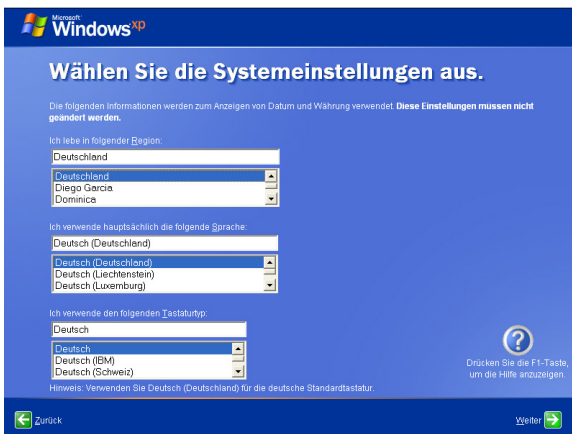 Microsoft
Windows xp
Wählen Sie die Systemeinstellungen aus.
Die folgenden Informationen werden zum Anzeigen von Datum und Währung verwendet. Diese Einstellungen müssen nicht
geändert werden.
Ich lebe in folgender Region:
Deutschland
Deutschland
Diego Garcia
Dominica
Ich verwende hauptsächlich die folgende Sprache:
Deutsch (Deutschland)
Deutsch (Deutschland)
Deutsch (Liechtenstein)
Deutsch (Luxemburg)
Ich verwende den folgenden Tastaturtyp:
Deutsch
Deutsch
Deutsch (IBM)
Deutsch (Schweiz)
Hinweis: Verwenden Sie Deutsch (Deutschland) für die deutsche Standardtastatur.
?
Drücken Sie die F1-Taste,
um die Hilfe anzuzeigen.
Zurück
Weiter